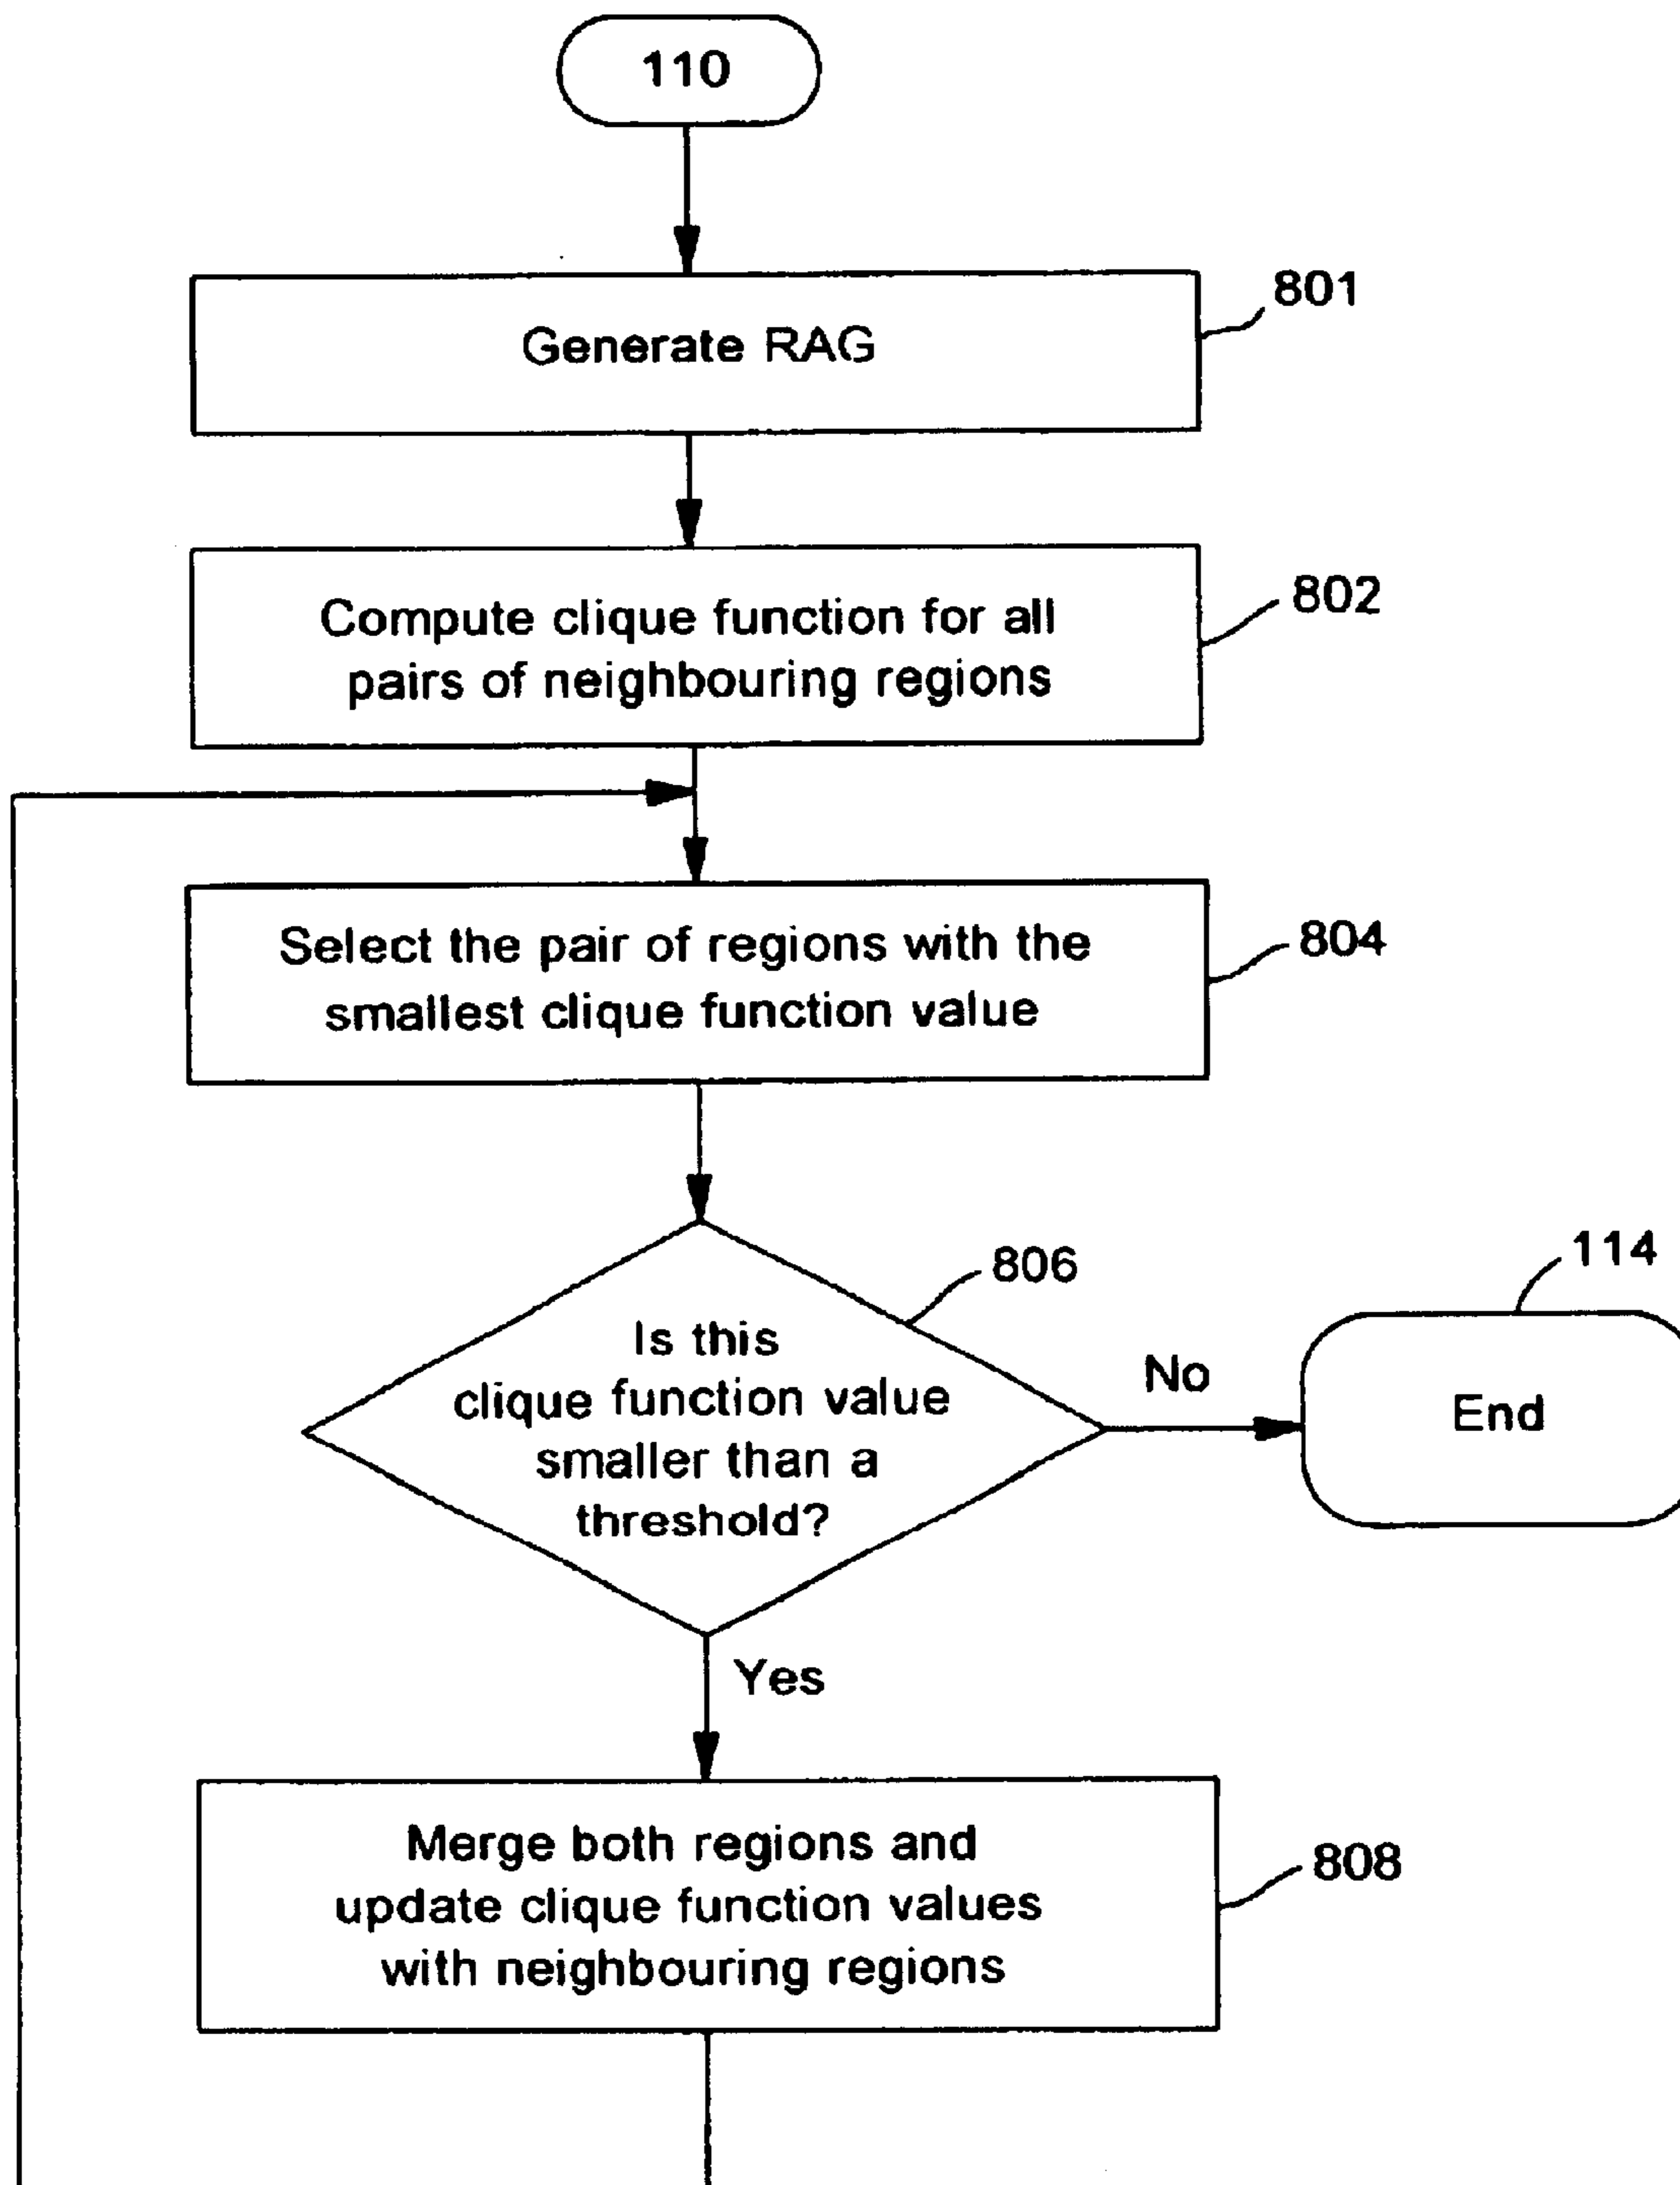 110
801
Generate RAG
802
Compute clique function for all
pairs of neighbouring regions
804
Select the pair of regions with the
smallest clique function value
806
Is this
clique function value
smaller than a
threshold?
No
114
End
Yes
808
Merge both regions and
update clique function values
with neighbouring regions